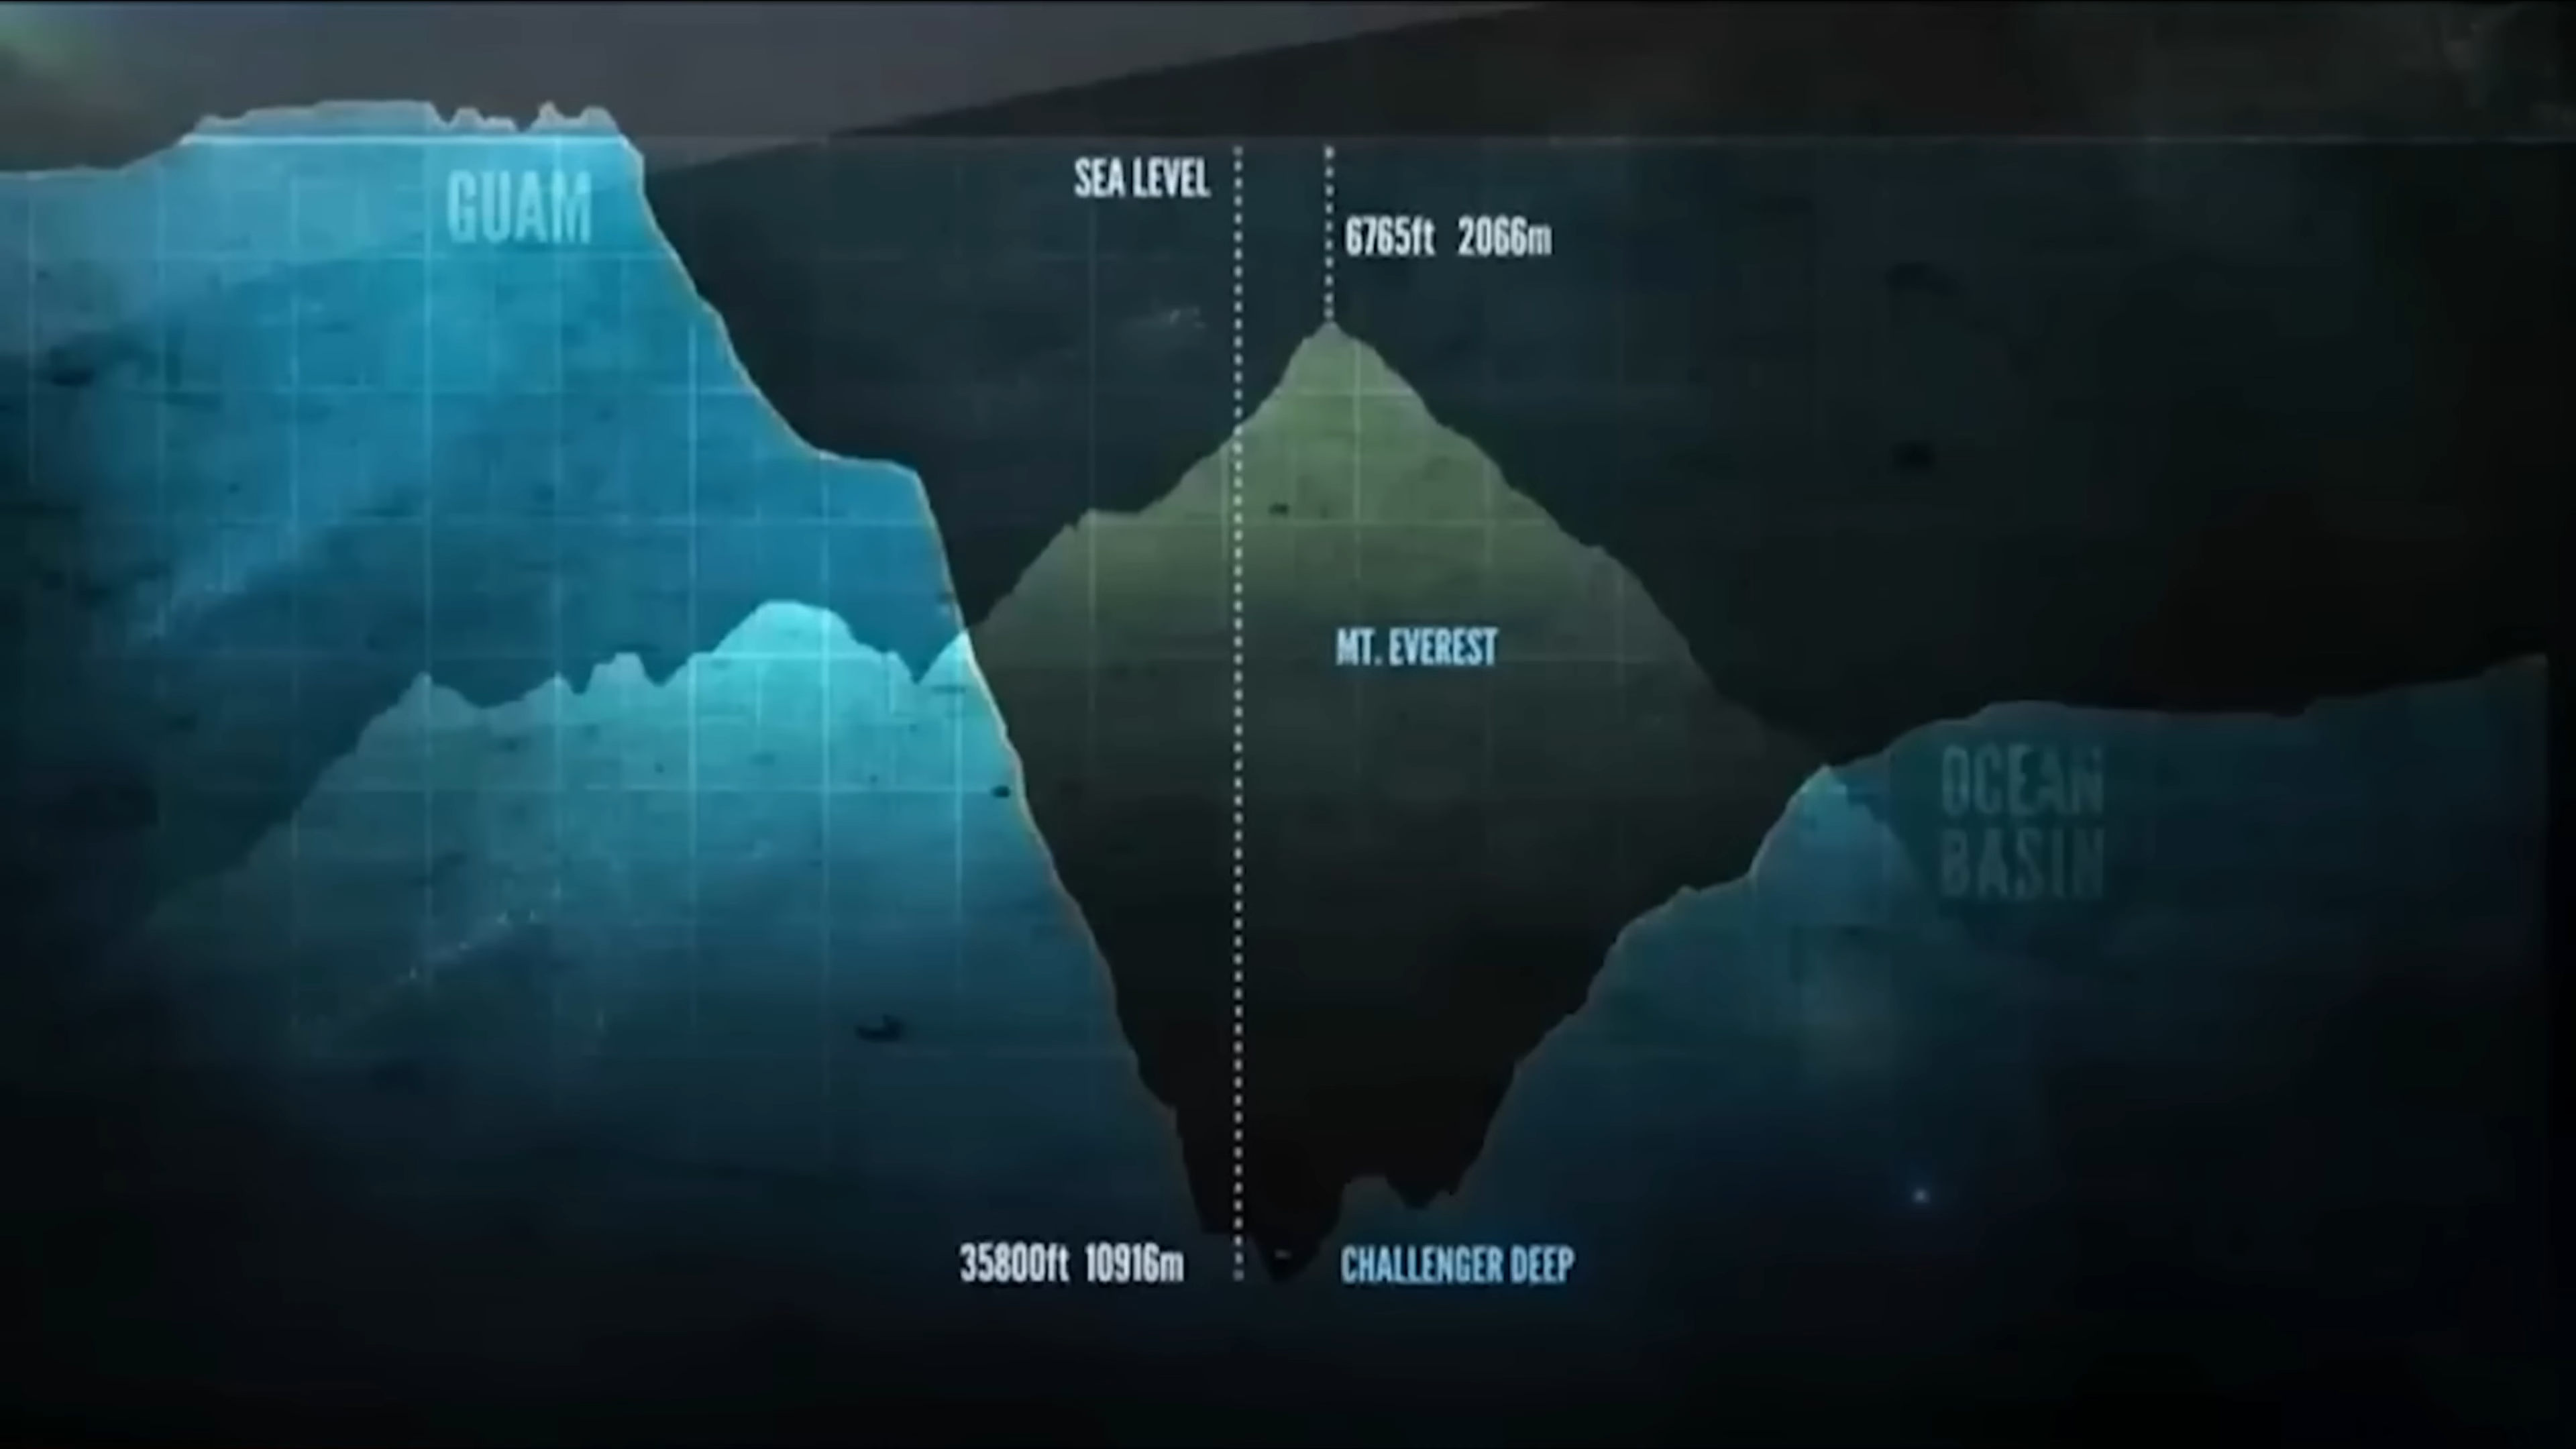 GUAM
SEA LEVEL
6765ft 2066m
MT. EVEREST
OCEAN
BASIN
35800ft 10916m
CHALLENGER DEEP